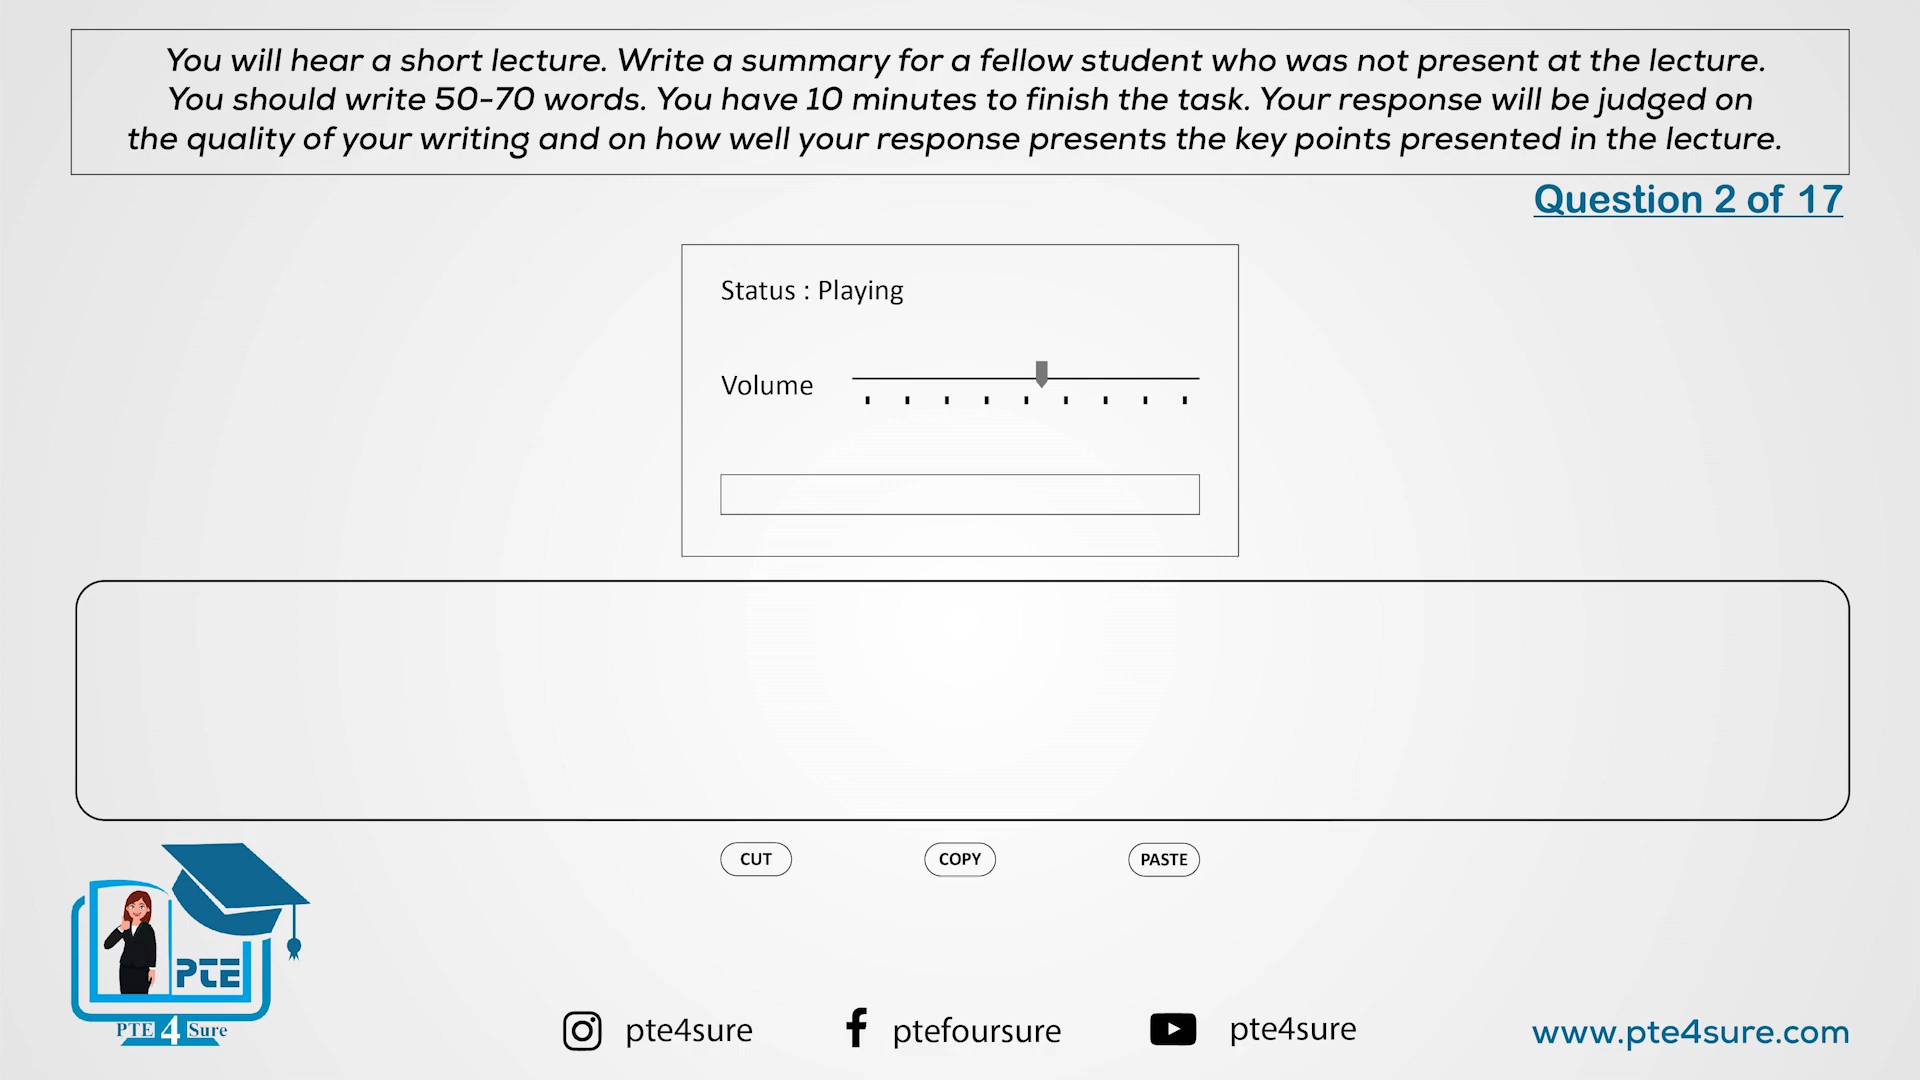 You will hear a short lecture. Write a summary for a fellow student who was not present at the lecture.
You should write 50-70 words. You have 10 minutes to finish the task. Your response will be judged on
the quality of your writing and on how well your response presents the key points presented in the lecture.
Question 2 of 17
Status : Playing
Volume
CUT
COPY
PASTE
PTE
PTE 4 Sure
pte4sure
ptefoursure
pte4sure
www.pte4sure.com